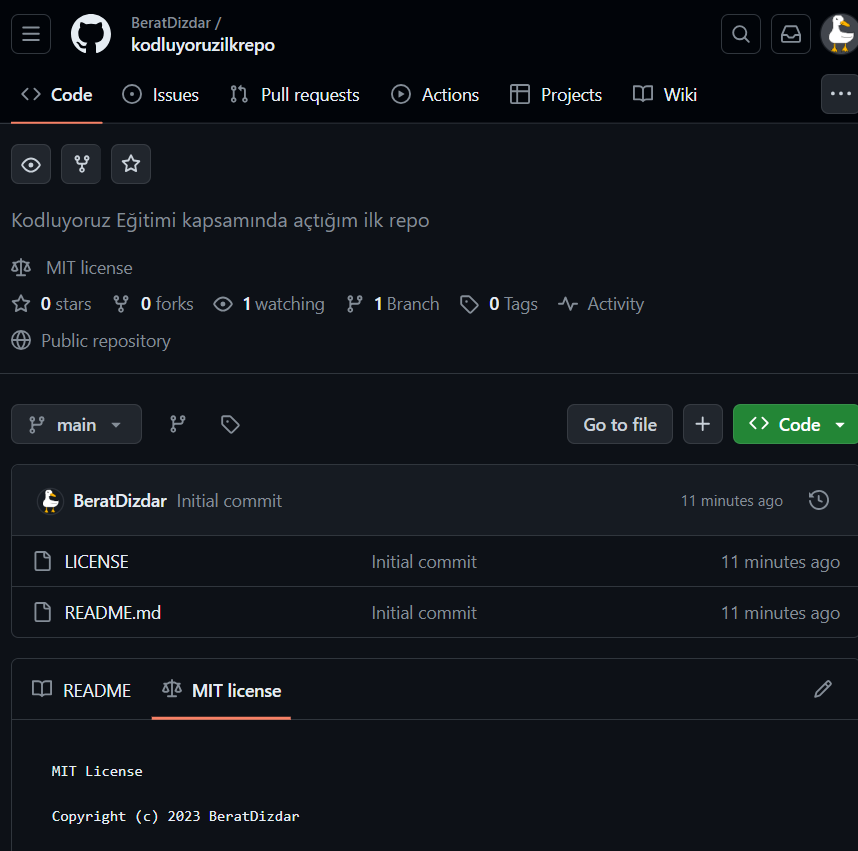 BeratDizdar /
kodluyoruzilkrepo
Code Issues Pull requests Actions Projects Wiki
Kodluyoruz Eğitimi kapsamında açtığım ilk repo
MIT license
0 stars 0 forks 1 watching 1 Branch 0 Tags Activity
Public repository
main Go to file Code
BeratDizdar Initial commit 11 minutes ago
LICENSE Initial commit 11 minutes ago
README.md Initial commit 11 minutes ago
README MIT license
MIT License
Copyright (c) 2023 BeratDizdar